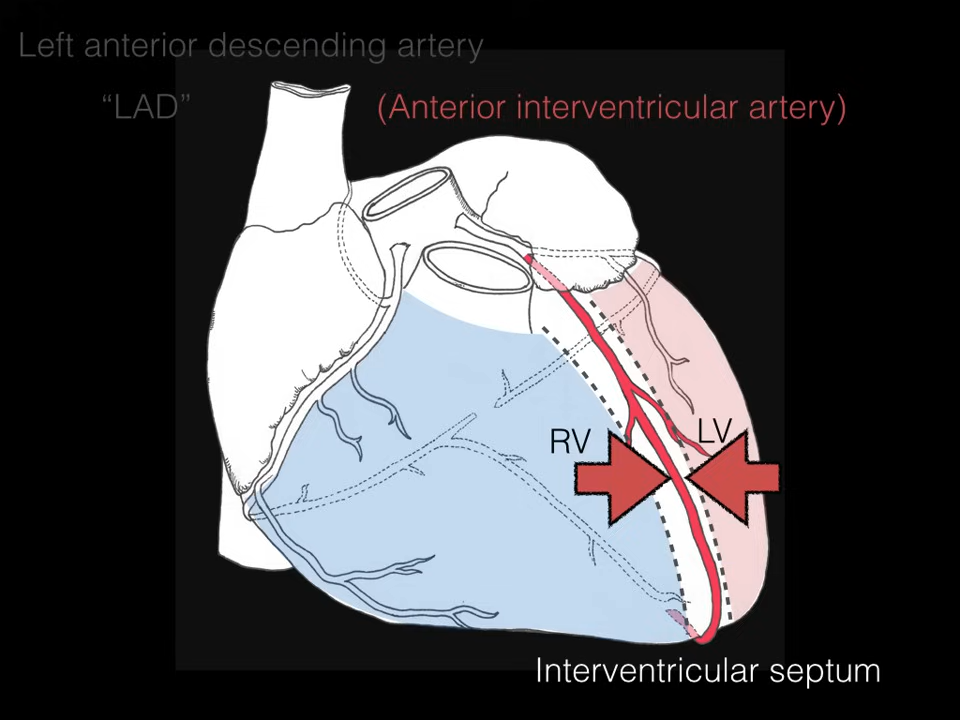 Left anterior descending artery
“LAD”
(Anterior interventricular artery)
RV
LV
Interventricular septum